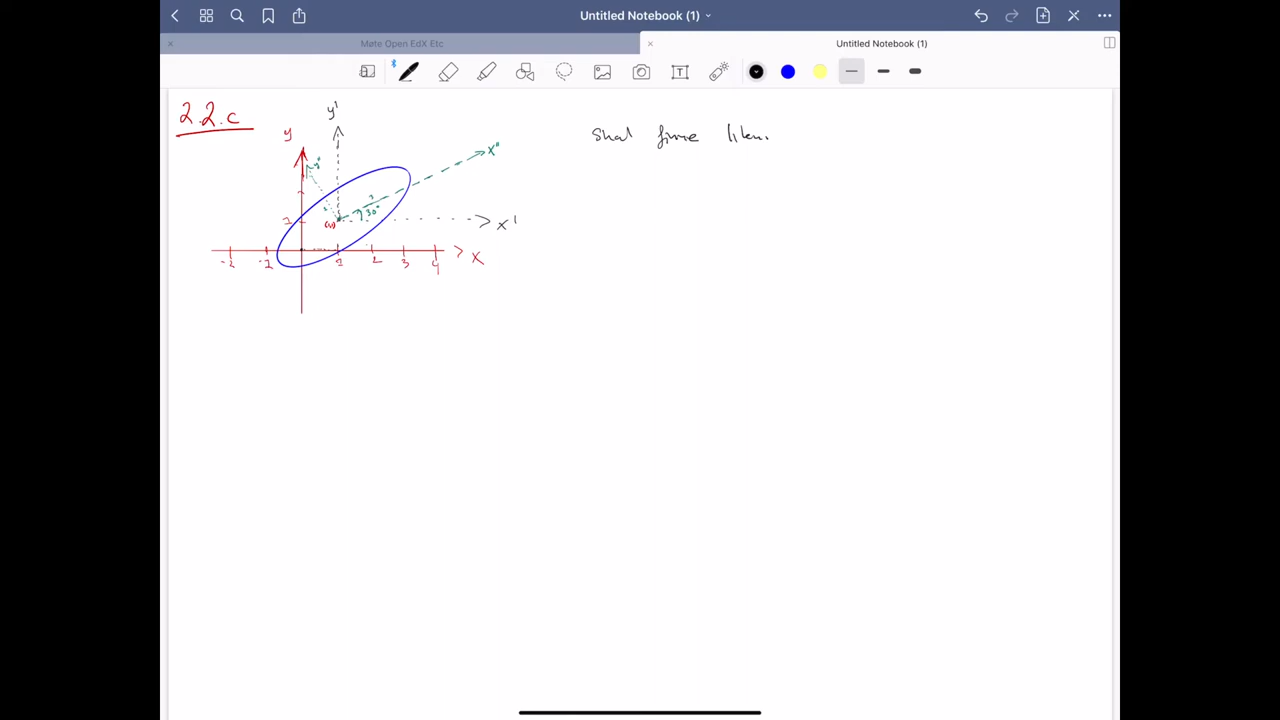 Untitled Notebook (1)
Møte Open EdX Etc
Untitled Notebook (1)
T
2.2.c
y'
y
Skal finne liken.
x"
y"
30°
x'
-2 -1 1 2 3 4
x